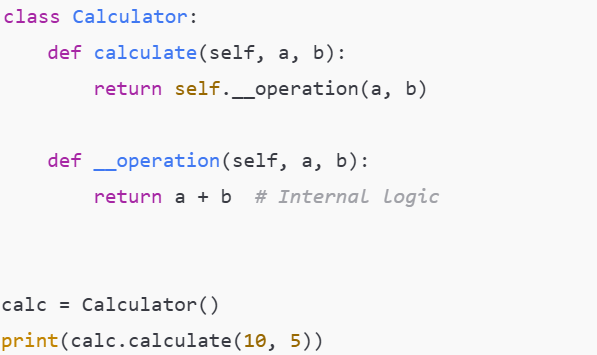 class Calculator:
    def calculate(self, a, b):
        return self.__operation(a, b)

    def __operation(self, a, b):
        return a + b  # Internal logic


calc = Calculator()
print(calc.calculate(10, 5))